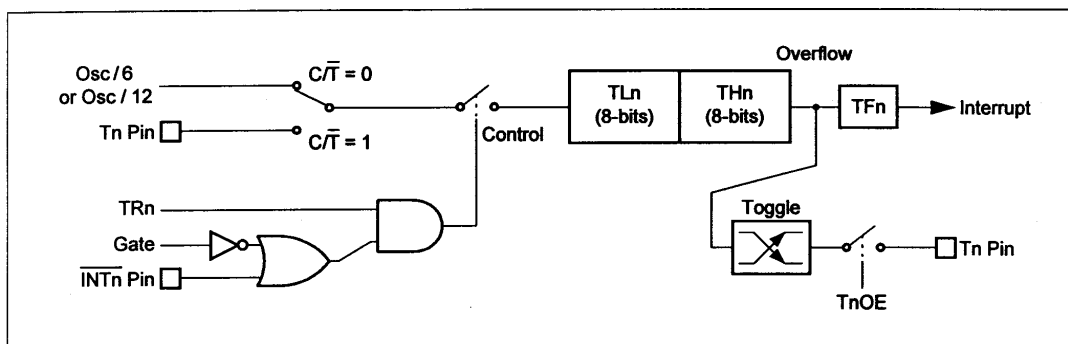 Overflow
Osc / 6
or Osc / 12
C/T̅ = 0
TLn
(8-bits)
THn
(8-bits)
TFn
Interrupt
Tn Pin
C/T̅ = 1
Control
TRn
Toggle
Gate
Tn Pin
I̅N̅T̅n̅ Pin
TnOE